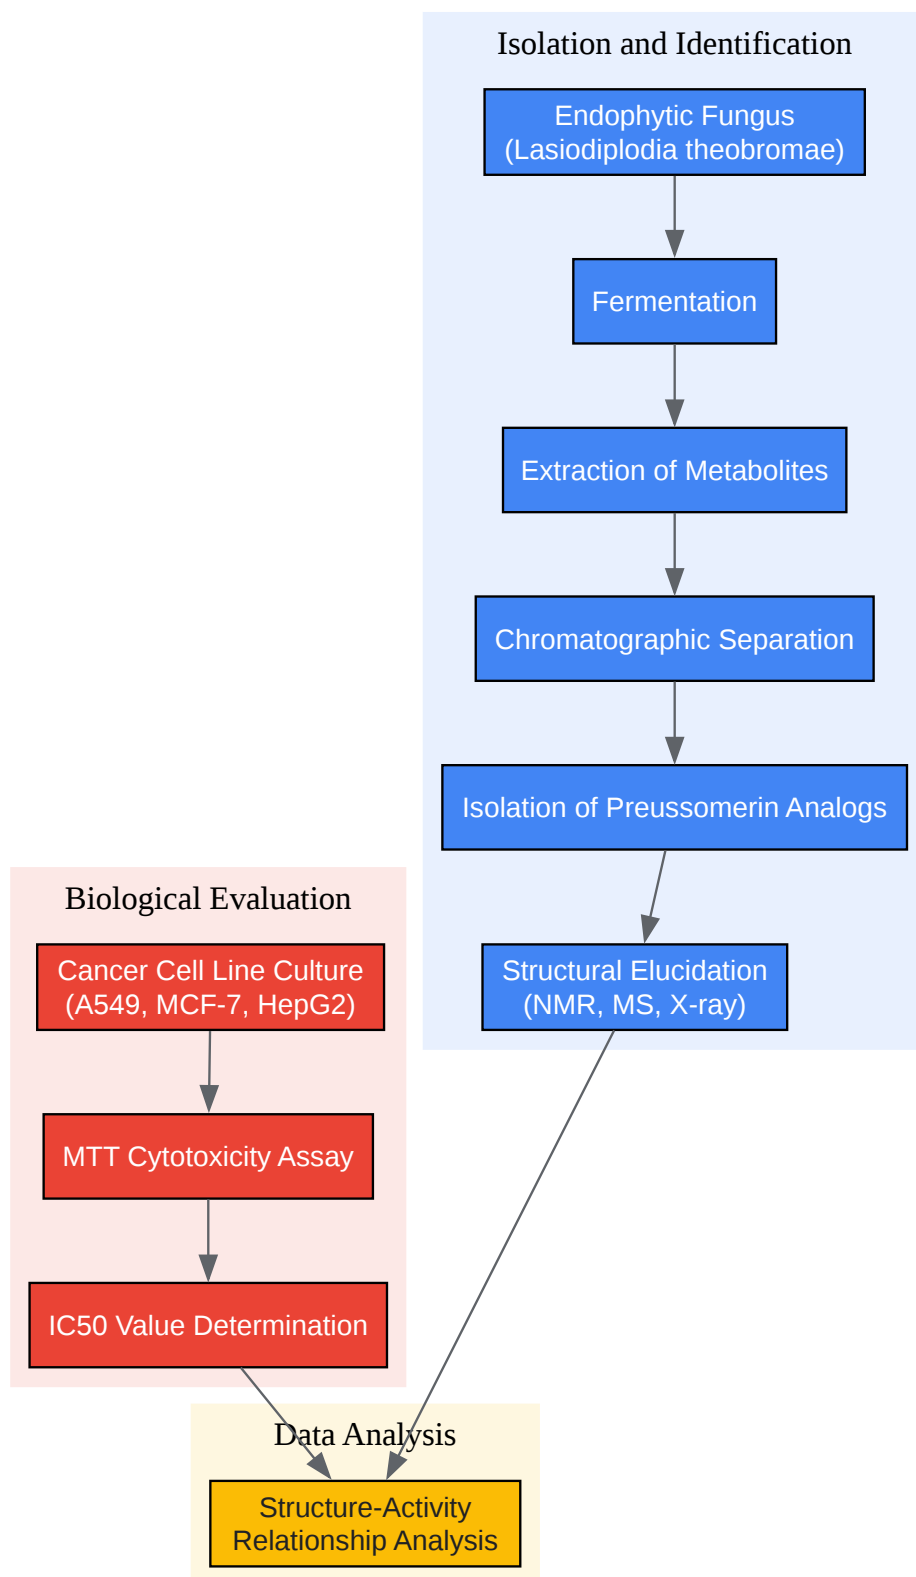 Isolation and Identification
Endophytic Fungus
(Lasiodiplodia theobromae)
Fermentation
Extraction of Metabolites
Chromatographic Separation
Isolation of Preussomerin Analogs
Structural Elucidation
(NMR, MS, X-ray)
Biological Evaluation
Cancer Cell Line Culture
(A549, MCF-7, HepG2)
MTT Cytotoxicity Assay
IC50 Value Determination
Data Analysis
Structure-Activity
Relationship Analysis